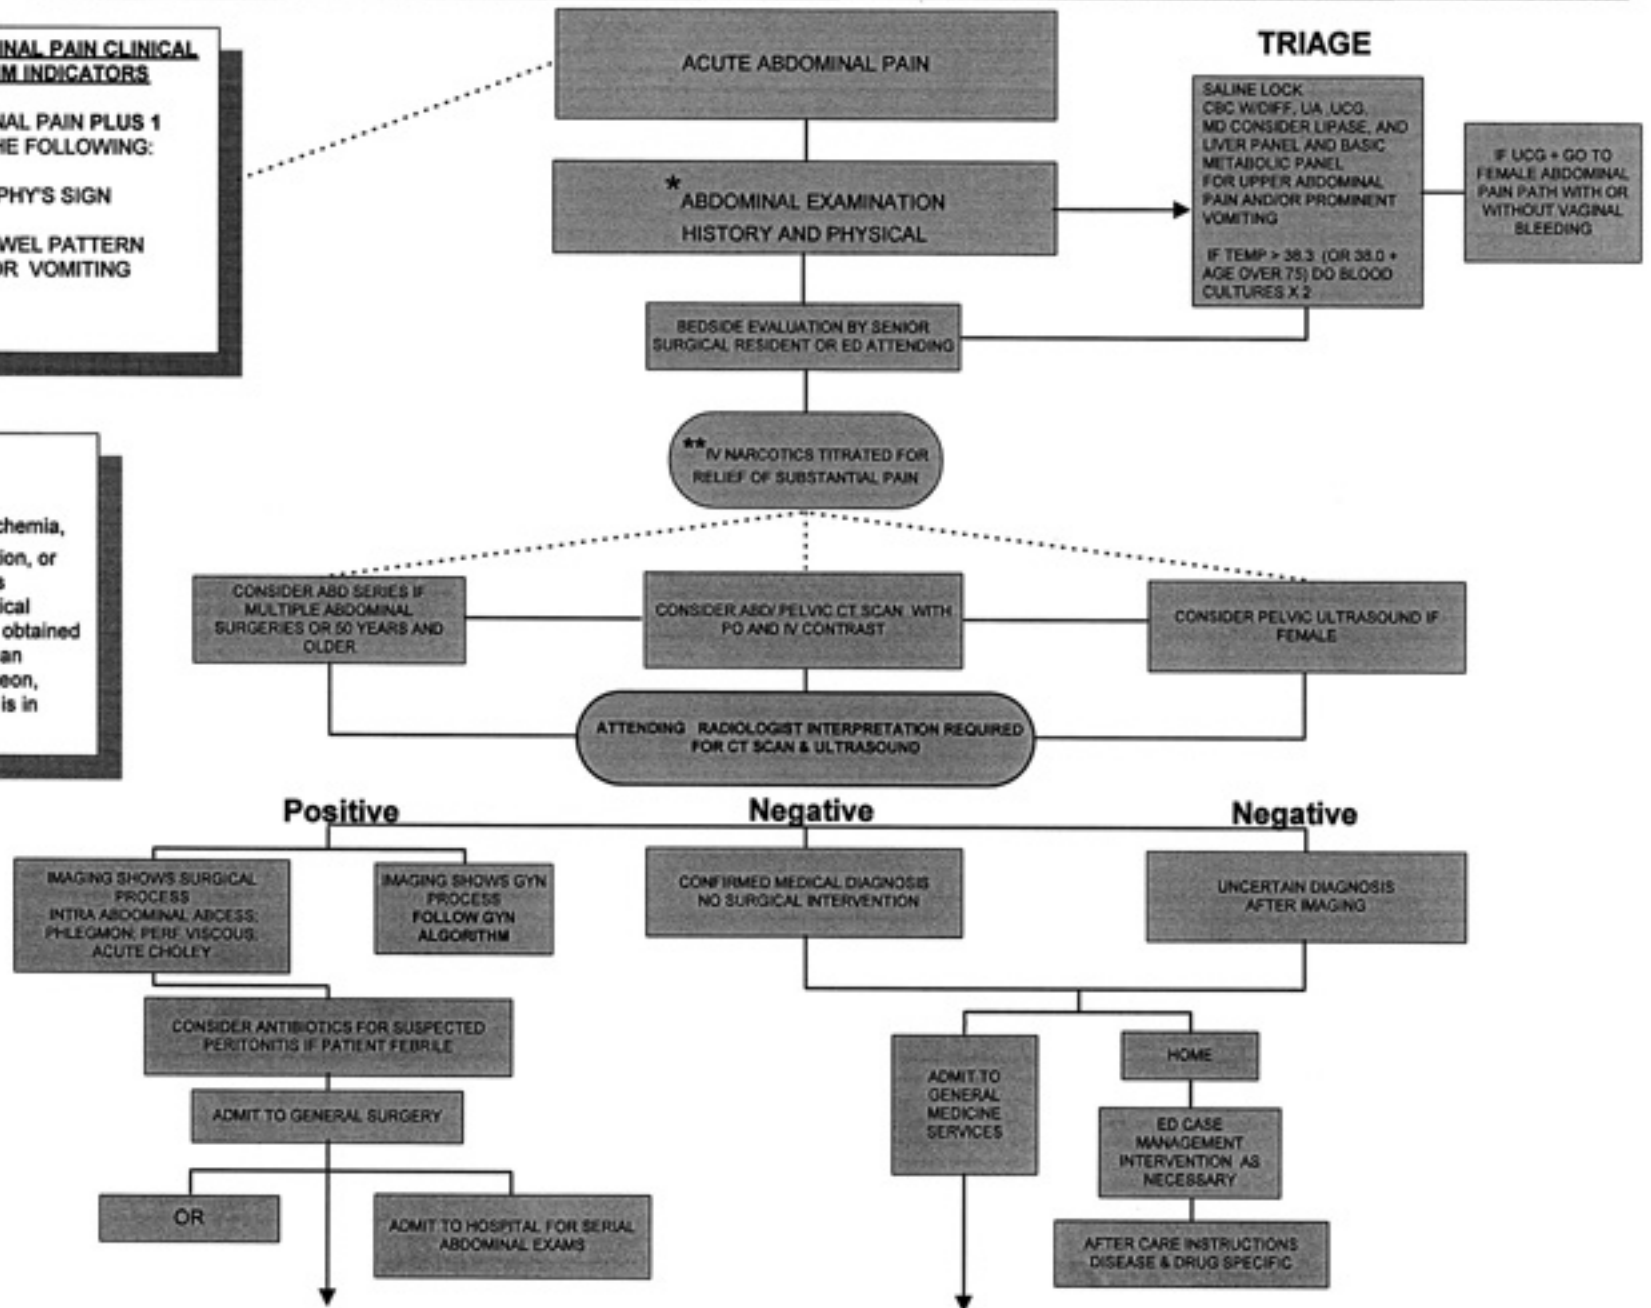 INAL PAIN CLINICAL
M INDICATORS
NAL PAIN PLUS 1
HE FOLLOWING:
PHY'S SIGN
WEL PATTERN
OR VOMITING
chemia,
ion, or
s
ical
obtained
an
eon,
is in
ACUTE ABDOMINAL PAIN
*ABDOMINAL EXAMINATION
HISTORY AND PHYSICAL
TRIAGE
SALINE LOCK
CBC W/DIFF, UA ,UCG,
MD CONSIDER LIPASE, AND
LIVER PANEL AND BASIC
METABOLIC PANEL
FOR UPPER ABDOMINAL
PAIN AND/OR PROMINENT
VOMITING
IF TEMP > 38.3 (OR 38.0 +
AGE OVER 75) DO BLOOD
CULTURES X 2
IF UCG + GO TO
FEMALE ABDOMINAL
PAIN PATH WITH OR
WITHOUT VAGINAL
BLEEDING
BEDSIDE EVALUATION BY SENIOR
SURGICAL RESIDENT OR ED ATTENDING
**IV NARCOTICS TITRATED FOR
RELIEF OF SUBSTANTIAL PAIN
CONSIDER ABD SERIES IF
MULTIPLE ABDOMINAL
SURGERIES OR 50 YEARS AND
OLDER
CONSIDER ABD/ PELVIC CT SCAN WITH
PO AND IV CONTRAST
CONSIDER PELVIC ULTRASOUND IF
FEMALE
ATTENDING RADIOLOGIST INTERPRETATION REQUIRED
FOR CT SCAN & ULTRASOUND
Positive
Negative
Negative
IMAGING SHOWS SURGICAL
PROCESS
INTRA ABDOMINAL ABCESS;
PHLEGMON; PERF VISCOUS;
ACUTE CHOLEY
IMAGING SHOWS GYN
PROCESS
FOLLOW GYN
ALGORITHM
CONFIRMED MEDICAL DIAGNOSIS
NO SURGICAL INTERVENTION
UNCERTAIN DIAGNOSIS
AFTER IMAGING
CONSIDER ANTIBIOTICS FOR SUSPECTED
PERITONITIS IF PATIENT FEBRILE
ADMIT TO GENERAL SURGERY
OR
ADMIT TO HOSPITAL FOR SERIAL
ABDOMINAL EXAMS
ADMIT TO
GENERAL
MEDICINE
SERVICES
HOME
ED CASE
MANAGEMENT
INTERVENTION AS
NECESSARY
AFTER CARE INSTRUCTIONS
DISEASE & DRUG SPECIFIC